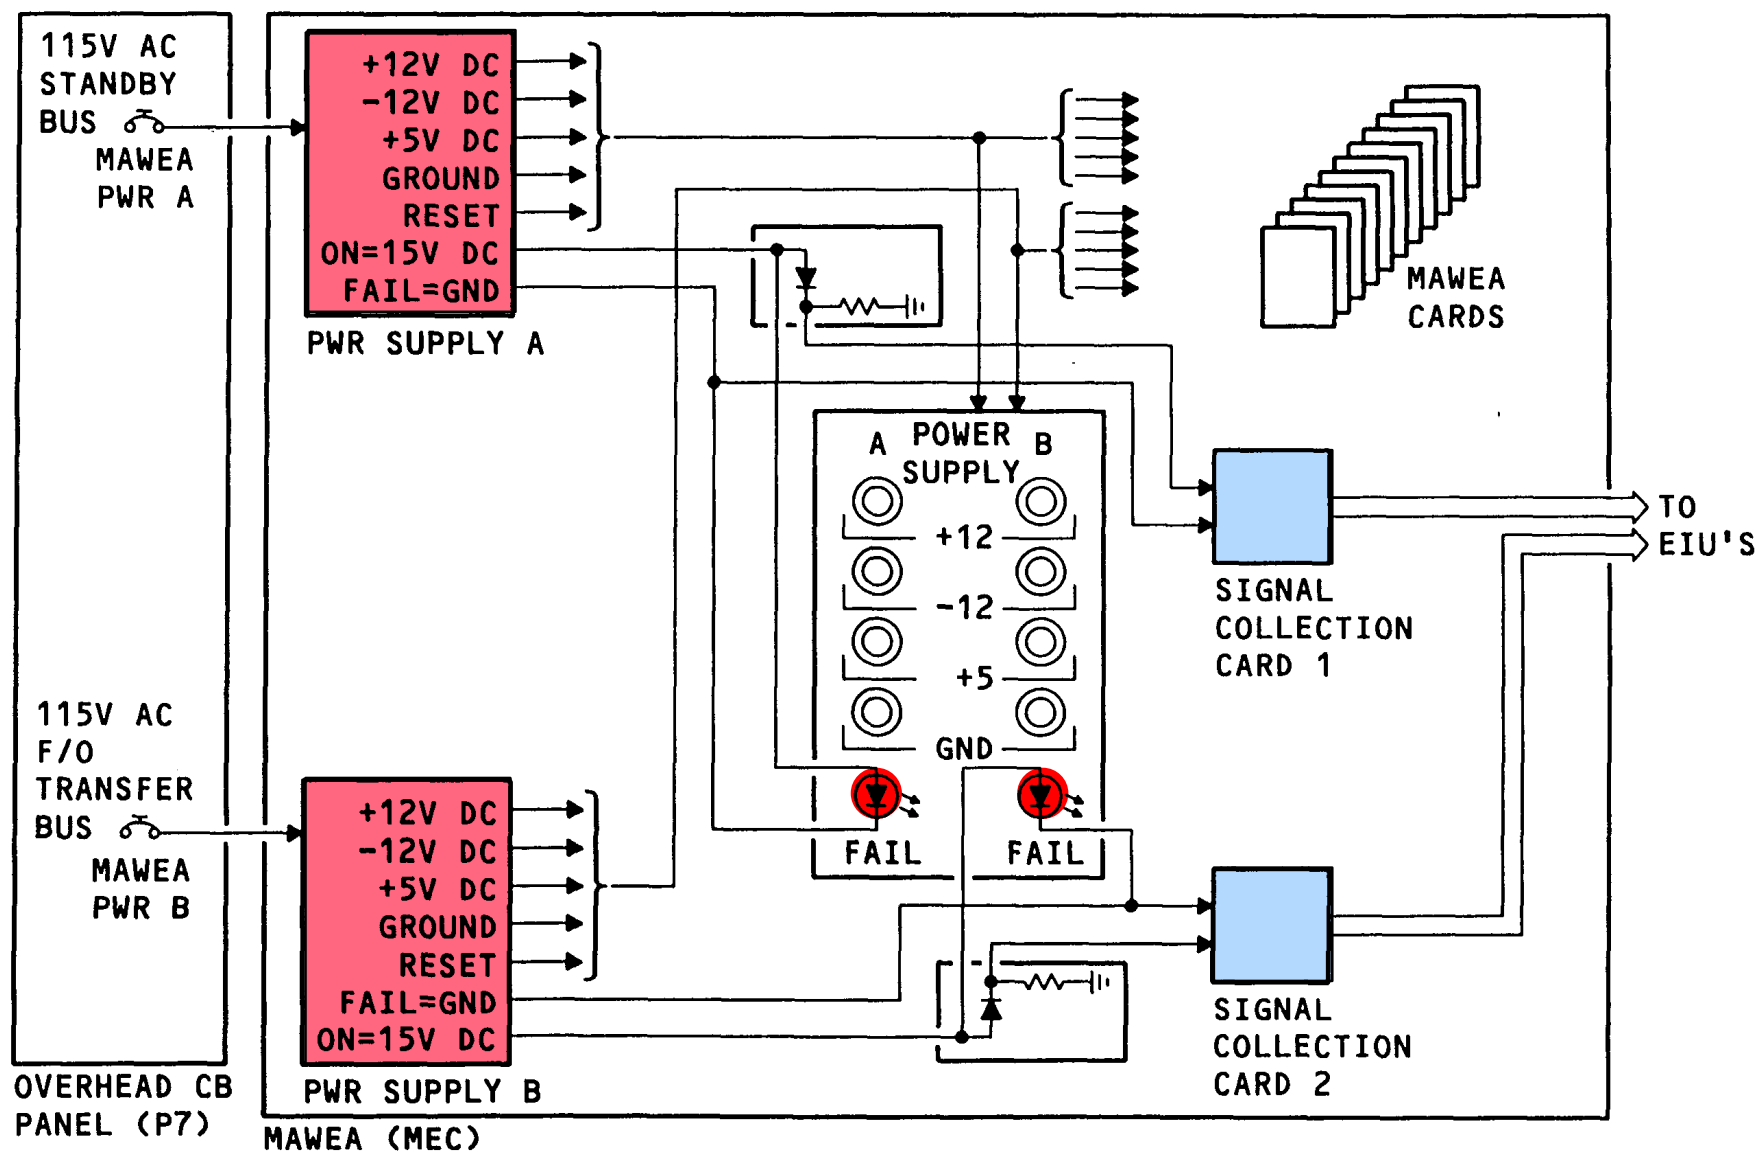 115V AC
STANDBY
BUS
MAWEA
PWR A
+12V DC
-12V DC
+5V DC
GROUND
RESET
ON=15V DC
FAIL=GND
PWR SUPPLY A
MAWEA
CARDS
A POWER B
SUPPLY
+12
-12
+5
GND
FAIL FAIL
SIGNAL
COLLECTION
CARD 1
TO
EIU'S
115V AC
F/O
TRANSFER
BUS
MAWEA
PWR B
+12V DC
-12V DC
+5V DC
GROUND
RESET
FAIL=GND
ON=15V DC
PWR SUPPLY B
SIGNAL
COLLECTION
CARD 2
OVERHEAD CB
PANEL (P7)
MAWEA (MEC)